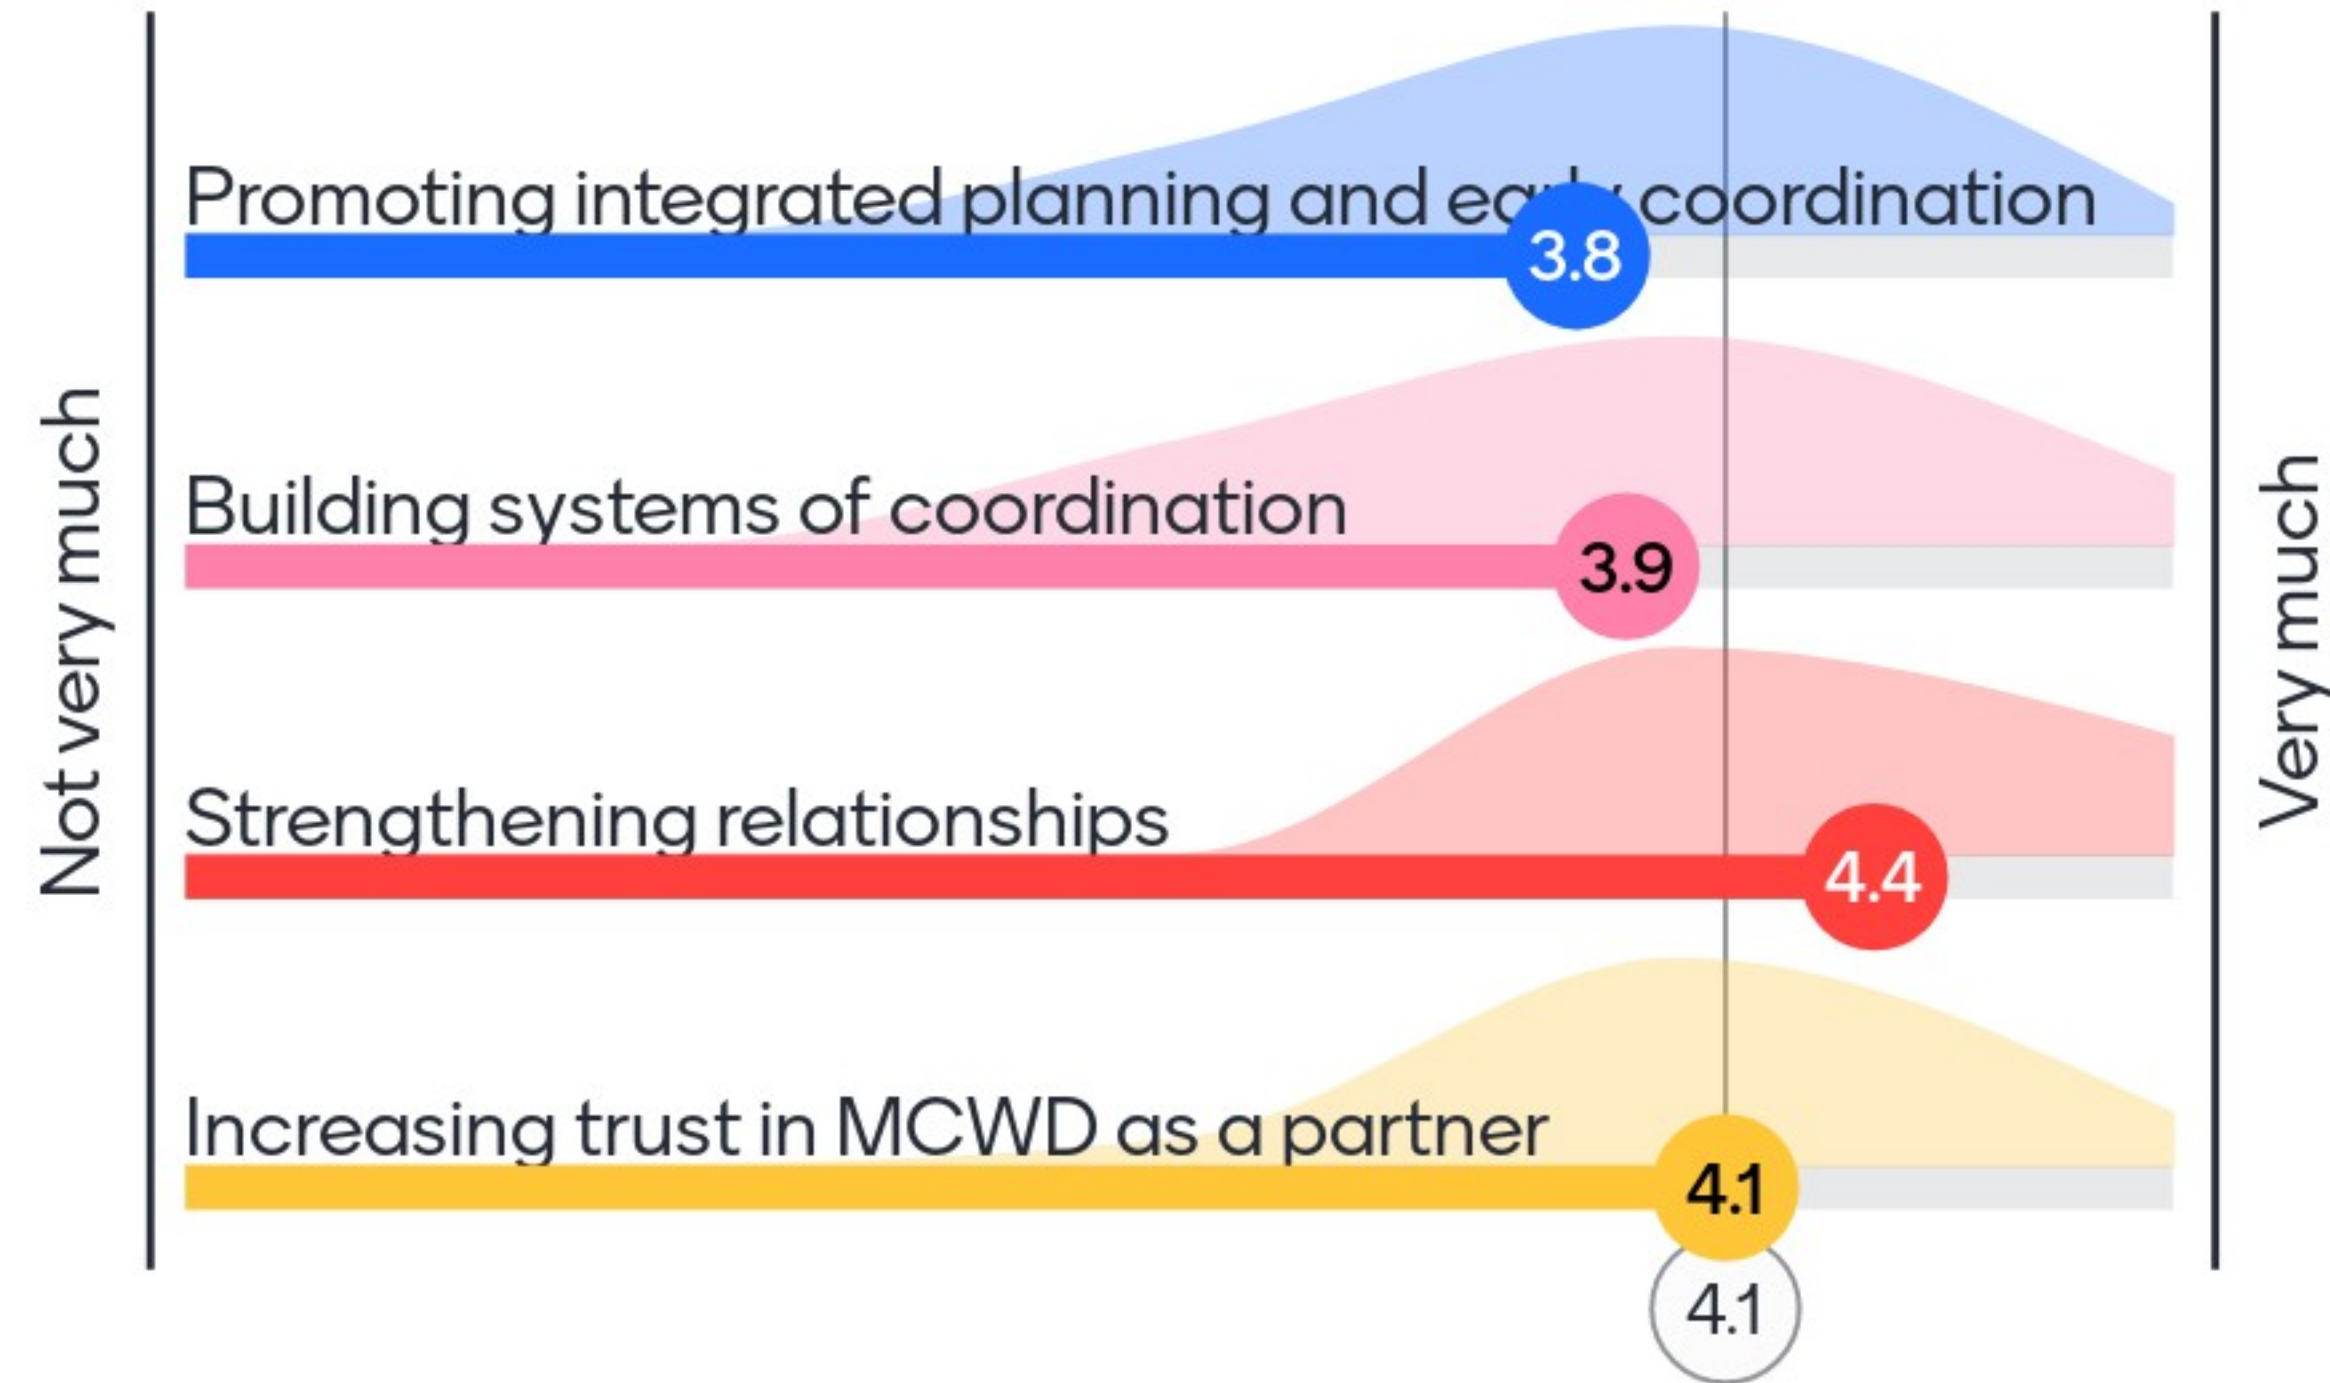 Not very much
Promoting integrated planning and early coordination
3.8
Building systems of coordination
3.9
Strengthening relationships
4.4
Increasing trust in MCWD as a partner
4.1
4.1
Very much